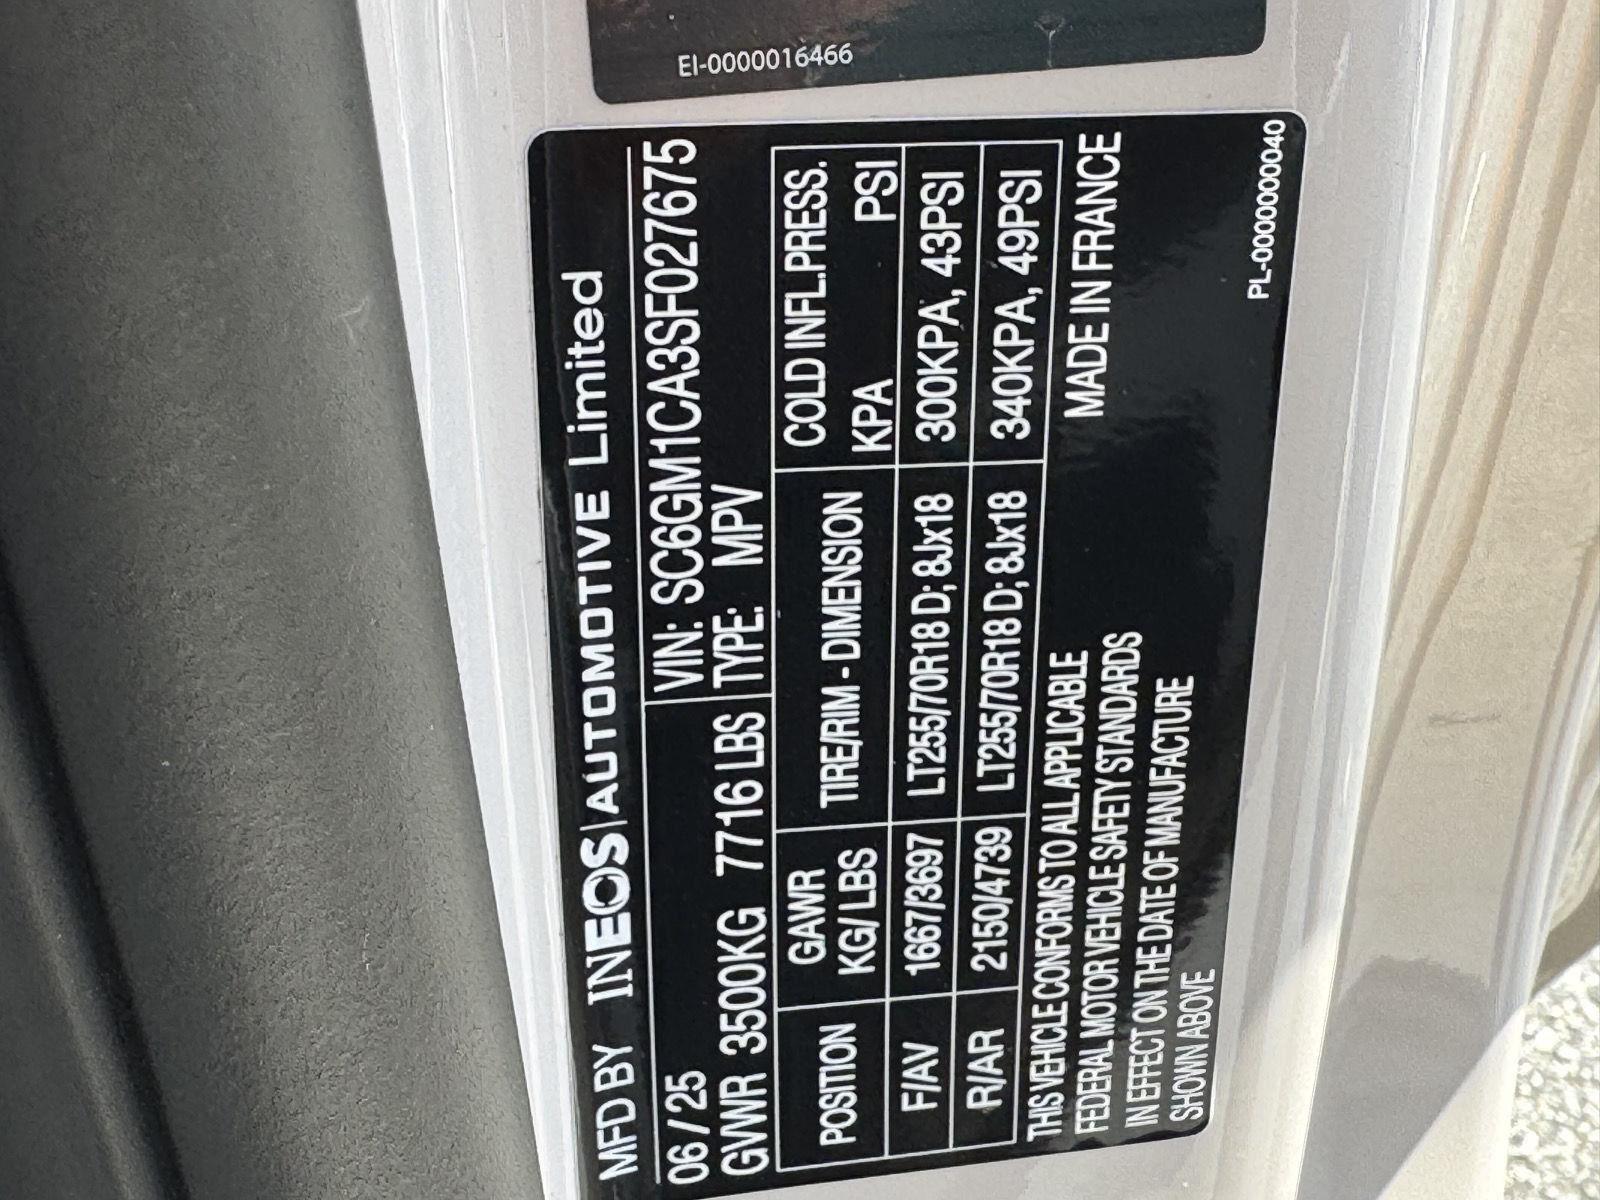 EI-0000016466
MFD BY INEOS|AUTOMOTIVE Limited
06 / 25 VIN: SC6GM1CA3SF027675
GVWR 3500KG 7716 LBS TYPE: MPV
POSITION GAWR KG/ LBS TIRE/RIM - DIMENSION COLD INFL.PRESS. KPA PSI
F/AV 1667/3697 LT255/70R18 D; 8Jx18 300KPA, 43PSI
R/AR 2150/4739 LT255/70R18 D; 8Jx18 340KPA, 49PSI
THIS VEHICLE CONFORMS TO ALL APPLICABLE MADE IN FRANCE
FEDERAL MOTOR VEHICLE SAFETY STANDARDS
IN EFFECT ON THE DATE OF MANUFACTURE
SHOWN ABOVE
PL-0000000040